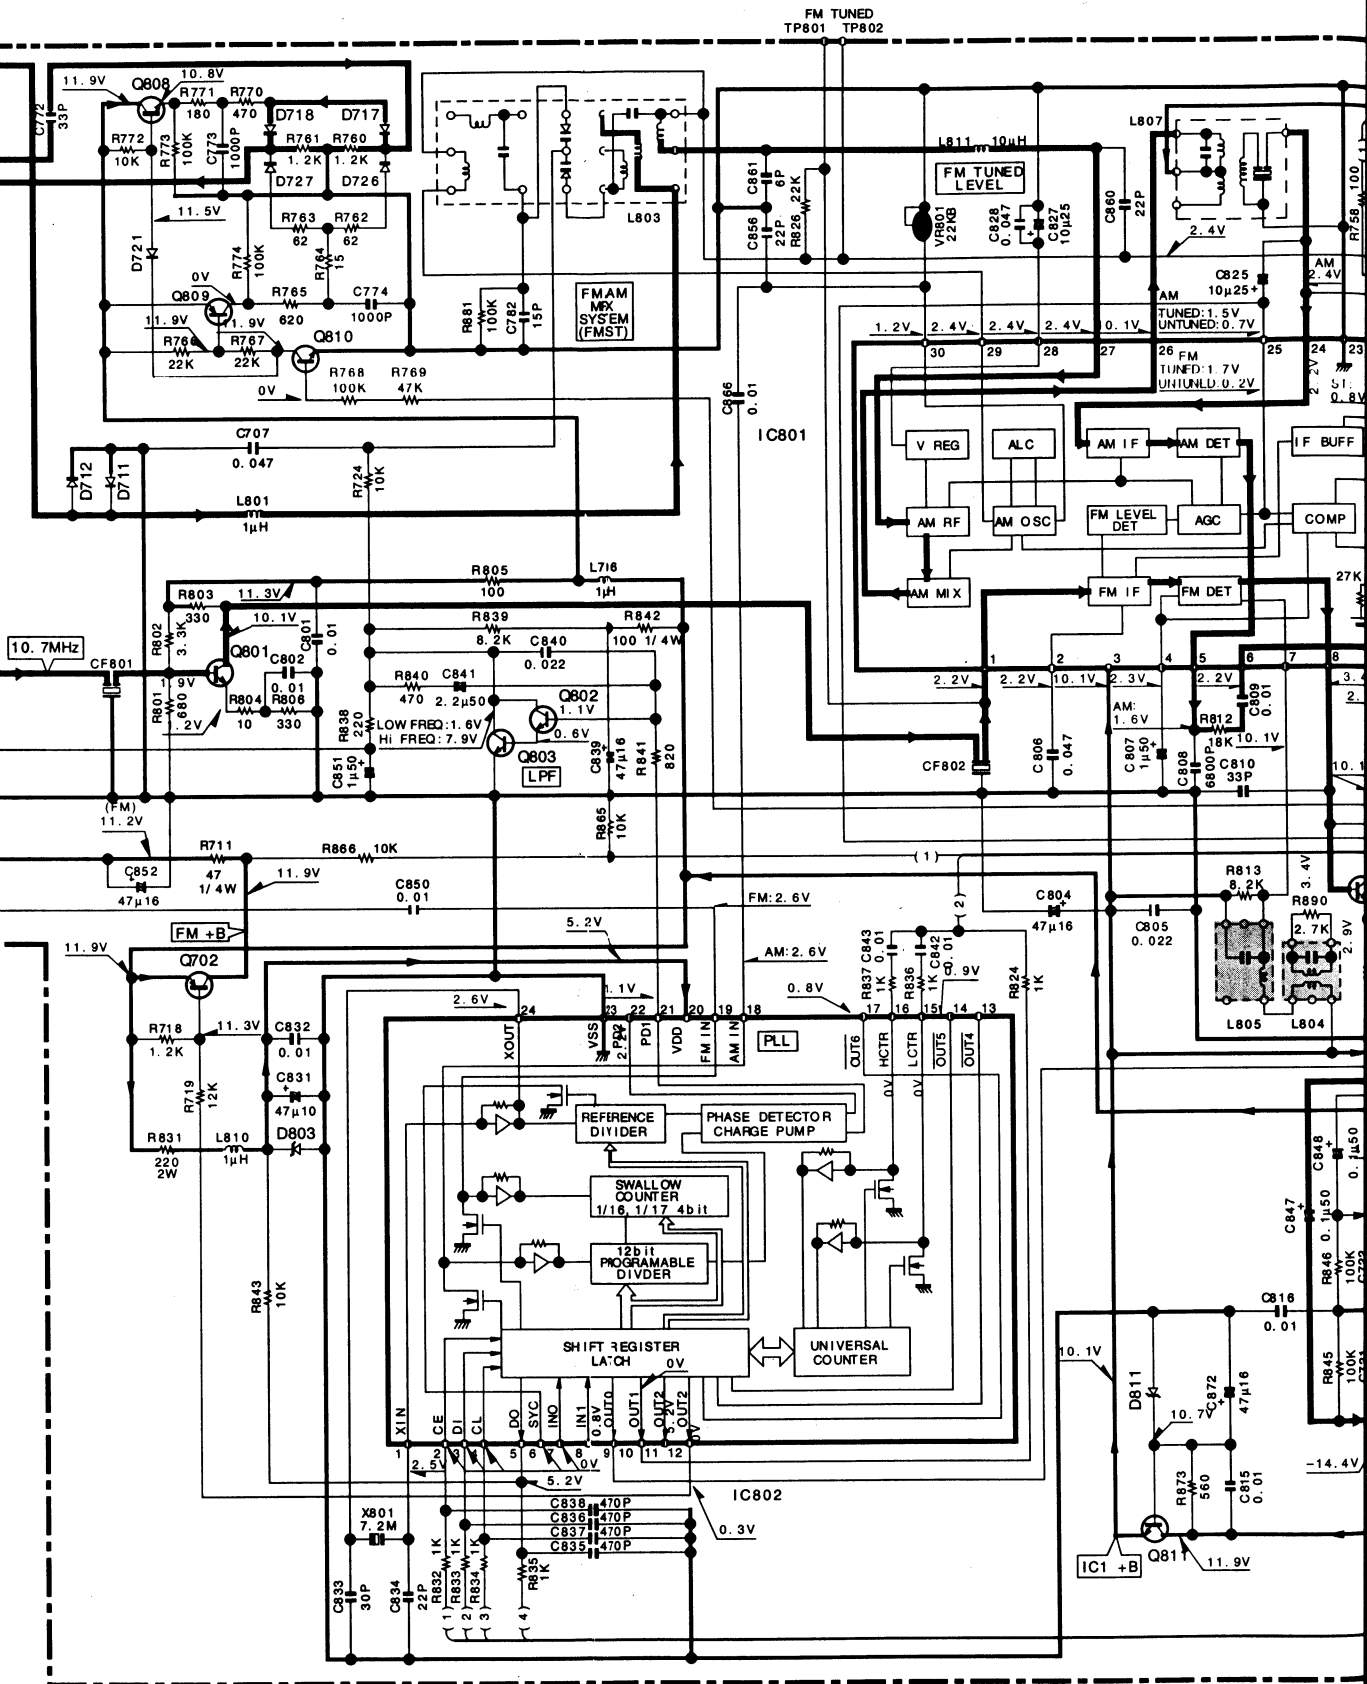 FM TUNED
TP801 TP802
11.9V
Q808
10.8V
R771
180
R770
470
D718
D717
C772
33P
R772
10K
R773
100K
C773
1000P
R761
1.2K
R760
1.2K
D727
D726
11.5V
R763
62
R762
62
D721
R774
100K
R764
15
0V
Q809
R765
620
C774
1000P
11.9V
11.9V
Q810
R766
22K
R767
22K
0V
R768
100K
R769
47K
L803
R881
100K
C782
15P
FMAM
MIX
SYSTEM
(FMST)
C861
6P
C856
22P
R826
22K
L811 10μH
FM TUNED
LEVEL
VR801
22KB
C828
0.047
C827
10μ25
C860
22P
L807
2.4V
R758
100
C825
10μ25
AM
2.4V
AM
TUNED:1.5V
UNTUNED:0.7V
1.2V
2.4V
2.4V
2.4V
10.1V
30
29
28
27
26
25
24
23
FM
TUNED:1.7V
UNTUNED:0.2V
2.2V
ST:
0.8V
C866
0.01
IC801
V REG
ALC
AM IF
AM DET
IF BUFF
AM RF
AM OSC
FM LEVEL
DET
AGC
COMP
AM MIX
FM IF
FM DET
27K
C707
0.047
D712
D711
R724
10K
L801
1μH
R805
100
L716
1μH
11.3V
R803
330
R802
3.3K
10.1V
C801
0.01
R839
8.2K
R842
100 1/4W
C840
0.022
10.7MHz
CF801
Q801
C802
0.01
1.9V
R801
680
R804
10
R806
330
1.2V
R840
470
C841
2.2μ50
R838
220
LOW FREQ:1.6V
Hi FREQ:7.9V
Q802
1.1V
0.6V
Q803
LPF
C839
47μ16
R841
820
C851
1μ50
1
2
3
4
5
6
7
8
2.2V
2.2V
10.1V
2.3V
2.2V
AM:
1.6V
C809
0.01
R812
18K
10.1V
CF802
C806
0.047
C807
1μ50
C808
6800P
C810
33P
(FM)
11.2V
R865
10K
R711
47
1/4W
R866 10K
C852
47μ16
11.9V
(1)
(2)
C850
0.01
FM:2.6V
C804
47μ16
C805
0.022
R813
8.2K
3.4V
R890
2.7K
2.9V
L805
L804
FM +B
11.9V
Q702
5.2V
AM:2.6V
C843
0.01
C842
0.01
R837
1K
R836
1K
0.9V
R824
1K
0.8V
1.1V
2.6V
24
23
22
21
20
19
18
17
16
15
14
13
XOUT
VSS
PD2
PD1
VDD
FM IN
AM IN
PLL
OUT6
HCTR
LCTR
OUT5
OUT4
0V
0V
R718
1.2K
11.3V
C832
0.01
R719
12K
C831
47μ10
R831
220
2W
L810
1μH
D803
REFERENCE
DIVIDER
PHASE DETECTOR
CHARGE PUMP
SWALLOW
COUNTER
1/16, 1/17 4bit
12bit
PROGRAMABLE
DIVDER
SHIFT REGISTER
LATCH
UNIVERSAL
COUNTER
R843
10K
0V
XIN
CE
DI
CL
DO
SYC
INO
IN1
0.8V
OUT0
OUT1
OUT2
5.2V
OUT2
0V
1
2
3
4
5
6
7
8
9
10
11
12
2.5V
0V
5.2V
IC802
0.3V
X801
7.2M
C838 470P
C836 470P
C837 470P
C835 470P
C833
30P
C834
22P
R832 1K
R833 1K
R834 1K
R835
1K
(1)
(2)
(3)
(4)
C848
0.1μ50
C847
0.1μ50
R846
100K
C816
0.01
R845
100K
10.1V
D811
C872
47μ16
10.7V
R873
560
C815
0.01
-14.4V
IC1 +B
Q811
11.9V